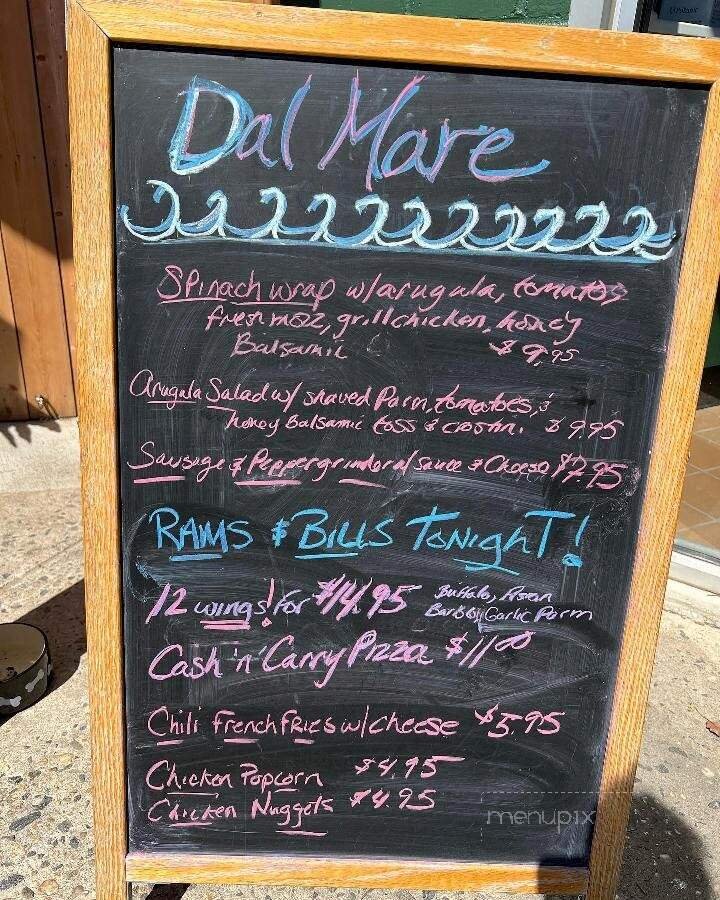 Dal Mare
Spinach wrap w/arugula, tomatos
fresh moz, grill chicken, honey
Balsamic $9.95
Arugula Salad w/ shaved Parm, tomatoes, &
honey Balsamic toss & crostin. $9.95
Sausage & Pepper grinder w/ sauce & Cheese $7.95
RAMS & BILLS TONIGHT!
12 wings! for $14.95 Buffalo, Asian
BarbQ, Garlic Parm
Cash 'n' Carry Pizza $11.00
Chili French Fries w/cheese $5.95
Chicken Popcorn $4.95
Chicken Nuggets $4.95
menupix